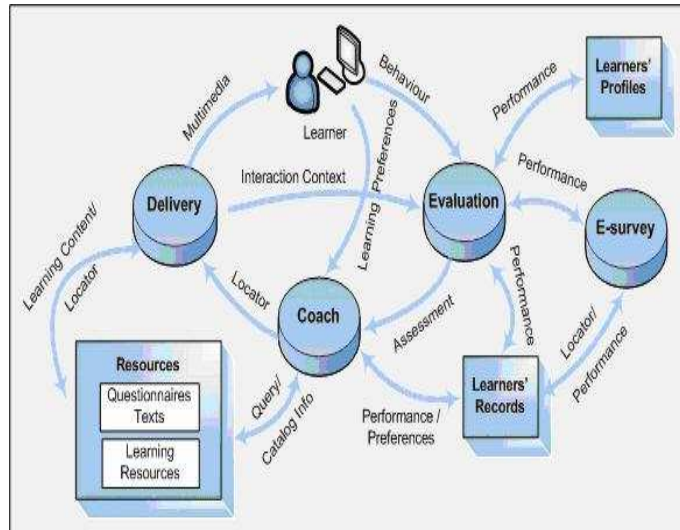 Learners'
Profiles
Multimedia
Behaviour
Performance
Learner
Performance
Interaction Context
Learning Preferences
Delivery
Evaluation
E-survey
Learning Content/
Locator
Locator
Coach
Assessment
Performance
Locator/
Performance
Resources
Questionnaires
Texts
Learning
Resources
Query/
Catalog Info
Performance /
Preferences
Learners'
Records